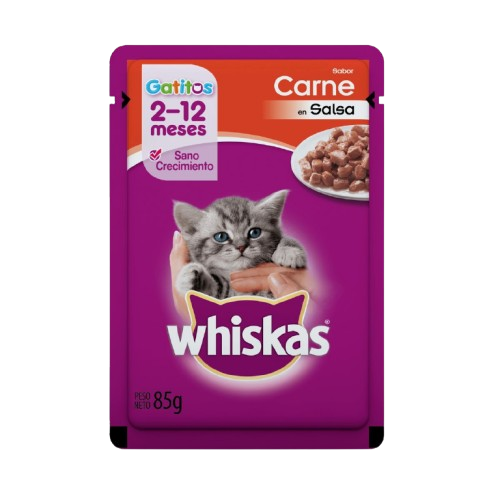 Gatitos
2–12
meses
Sano
Crecimiento
Sabor
Carne
en Salsa
whiskas®
PESO
NETO 85g